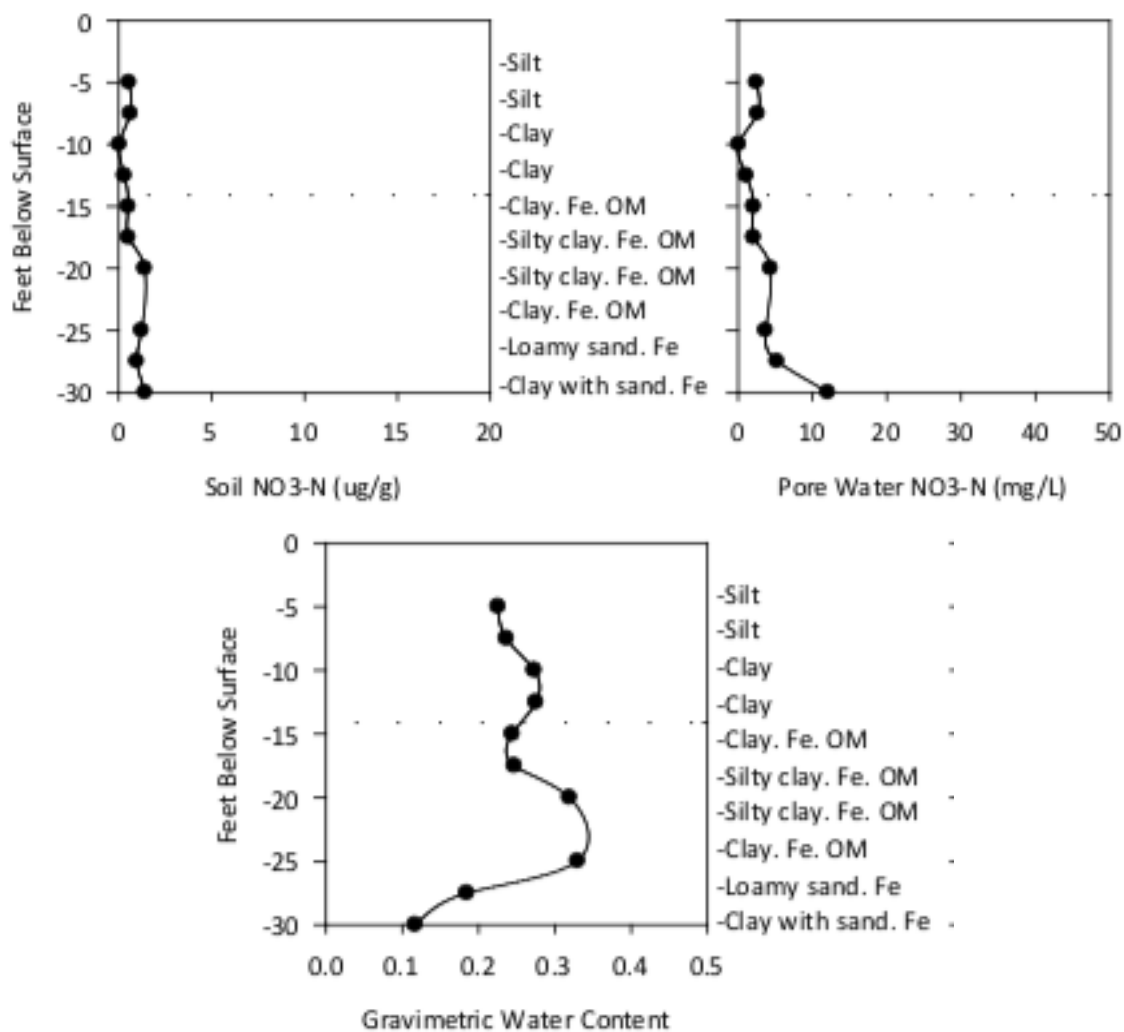 0
-5
-10
-15
-20
-25
-30
Feet Below Surface
0
5
10
15
20
Soil NO3-N (ug/g)
-Silt
-Silt
-Clay
-Clay
-Clay. Fe. OM
-Silty clay. Fe. OM
-Silty clay. Fe. OM
-Clay. Fe. OM
-Loamy sand. Fe
-Clay with sand. Fe
0
10
20
30
40
50
Pore Water NO3-N (mg/L)
0
-5
-10
-15
-20
-25
-30
Feet Below Surface
0.0
0.1
0.2
0.3
0.4
0.5
Gravimetric Water Content
-Silt
-Silt
-Clay
-Clay
-Clay. Fe. OM
-Silty clay. Fe. OM
-Silty clay. Fe. OM
-Clay. Fe. OM
-Loamy sand. Fe
-Clay with sand. Fe